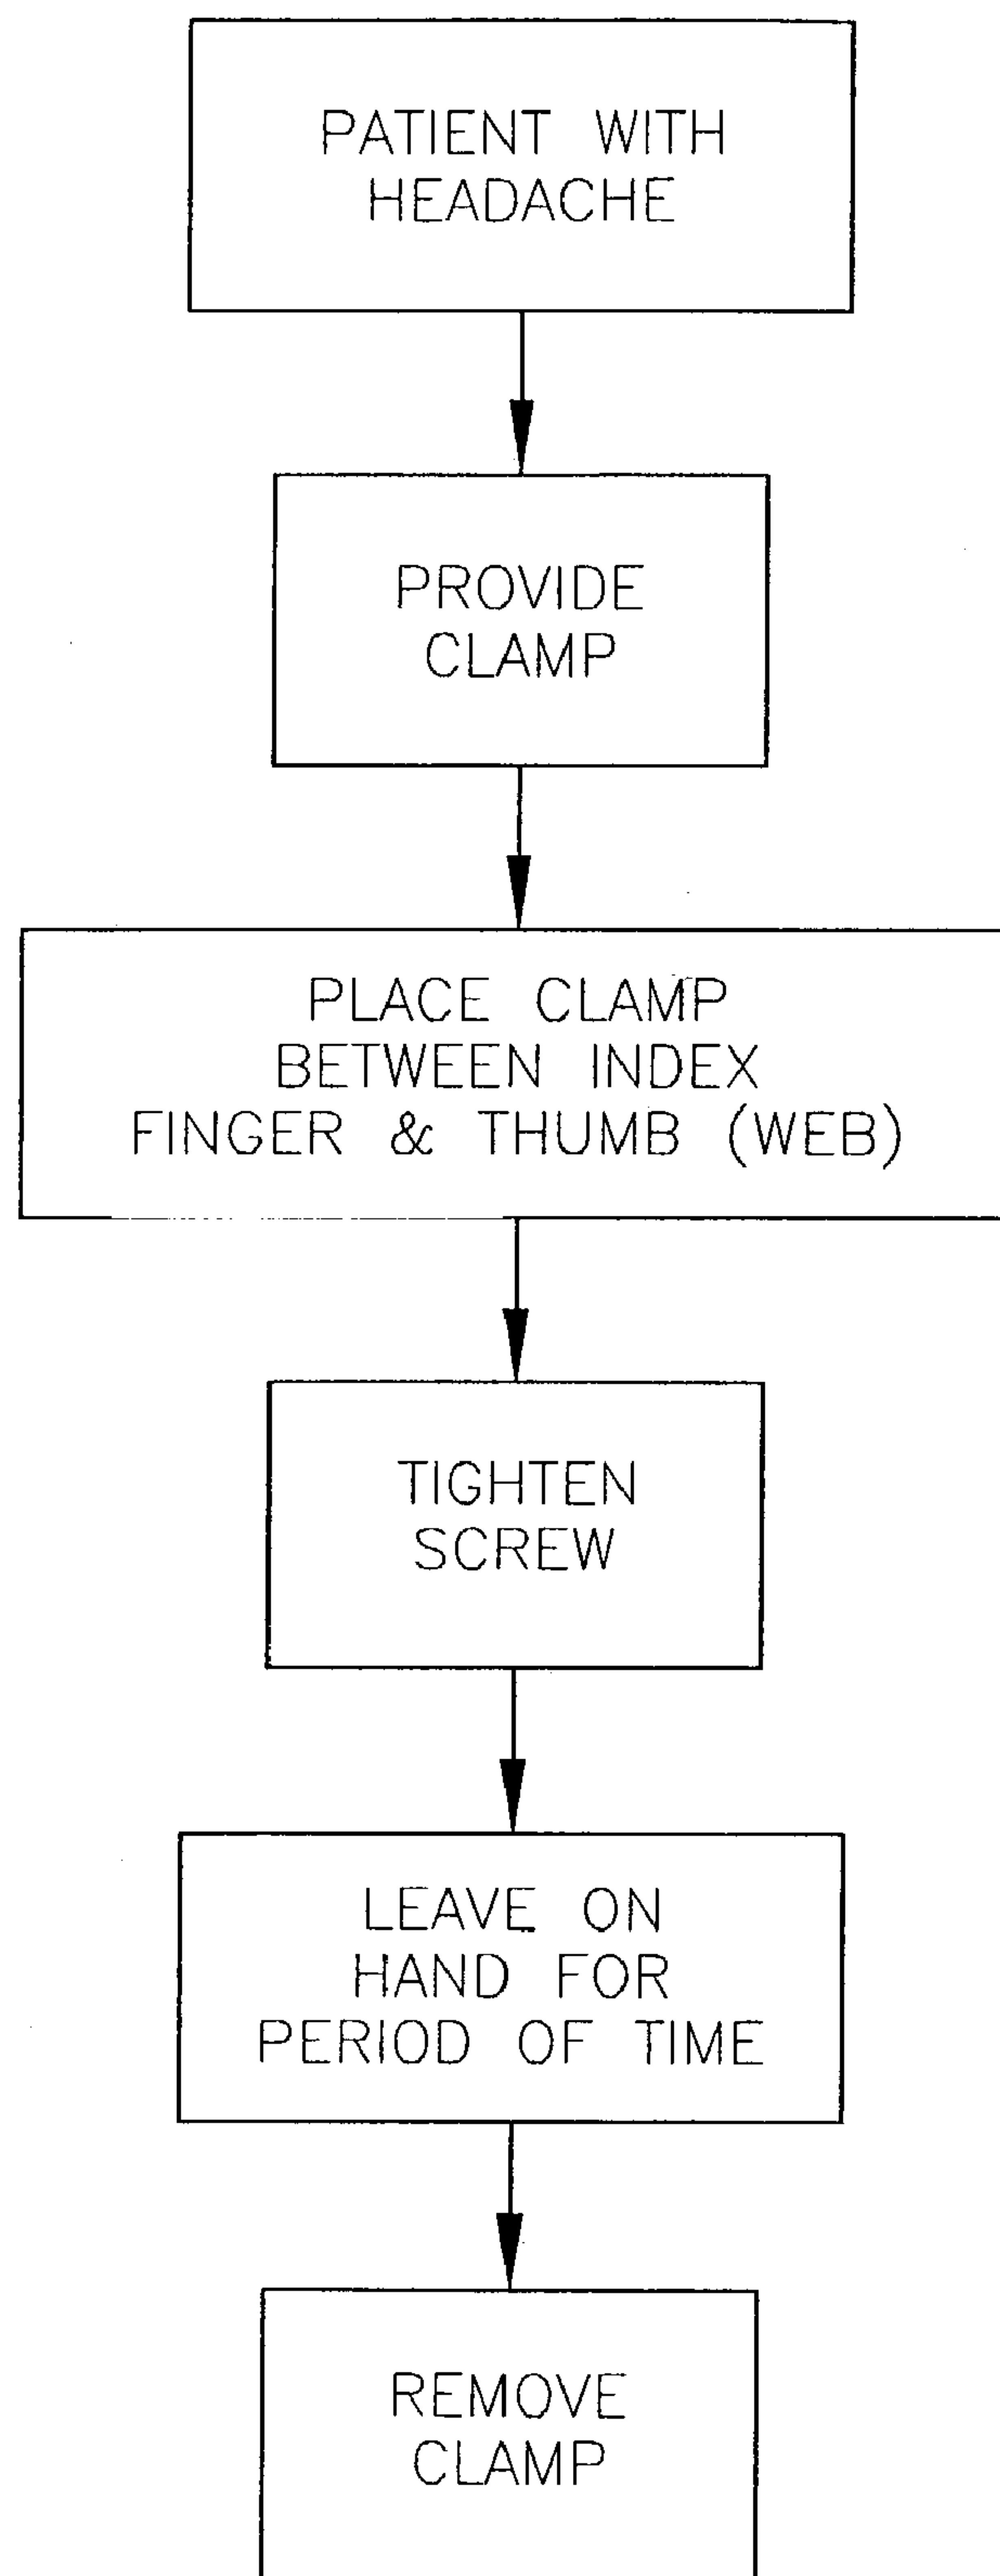 PATIENT WITH
HEADACHE
PROVIDE
CLAMP
PLACE CLAMP
BETWEEN INDEX
FINGER & THUMB (WEB)
TIGHTEN
SCREW
LEAVE ON
HAND FOR
PERIOD OF TIME
REMOVE
CLAMP